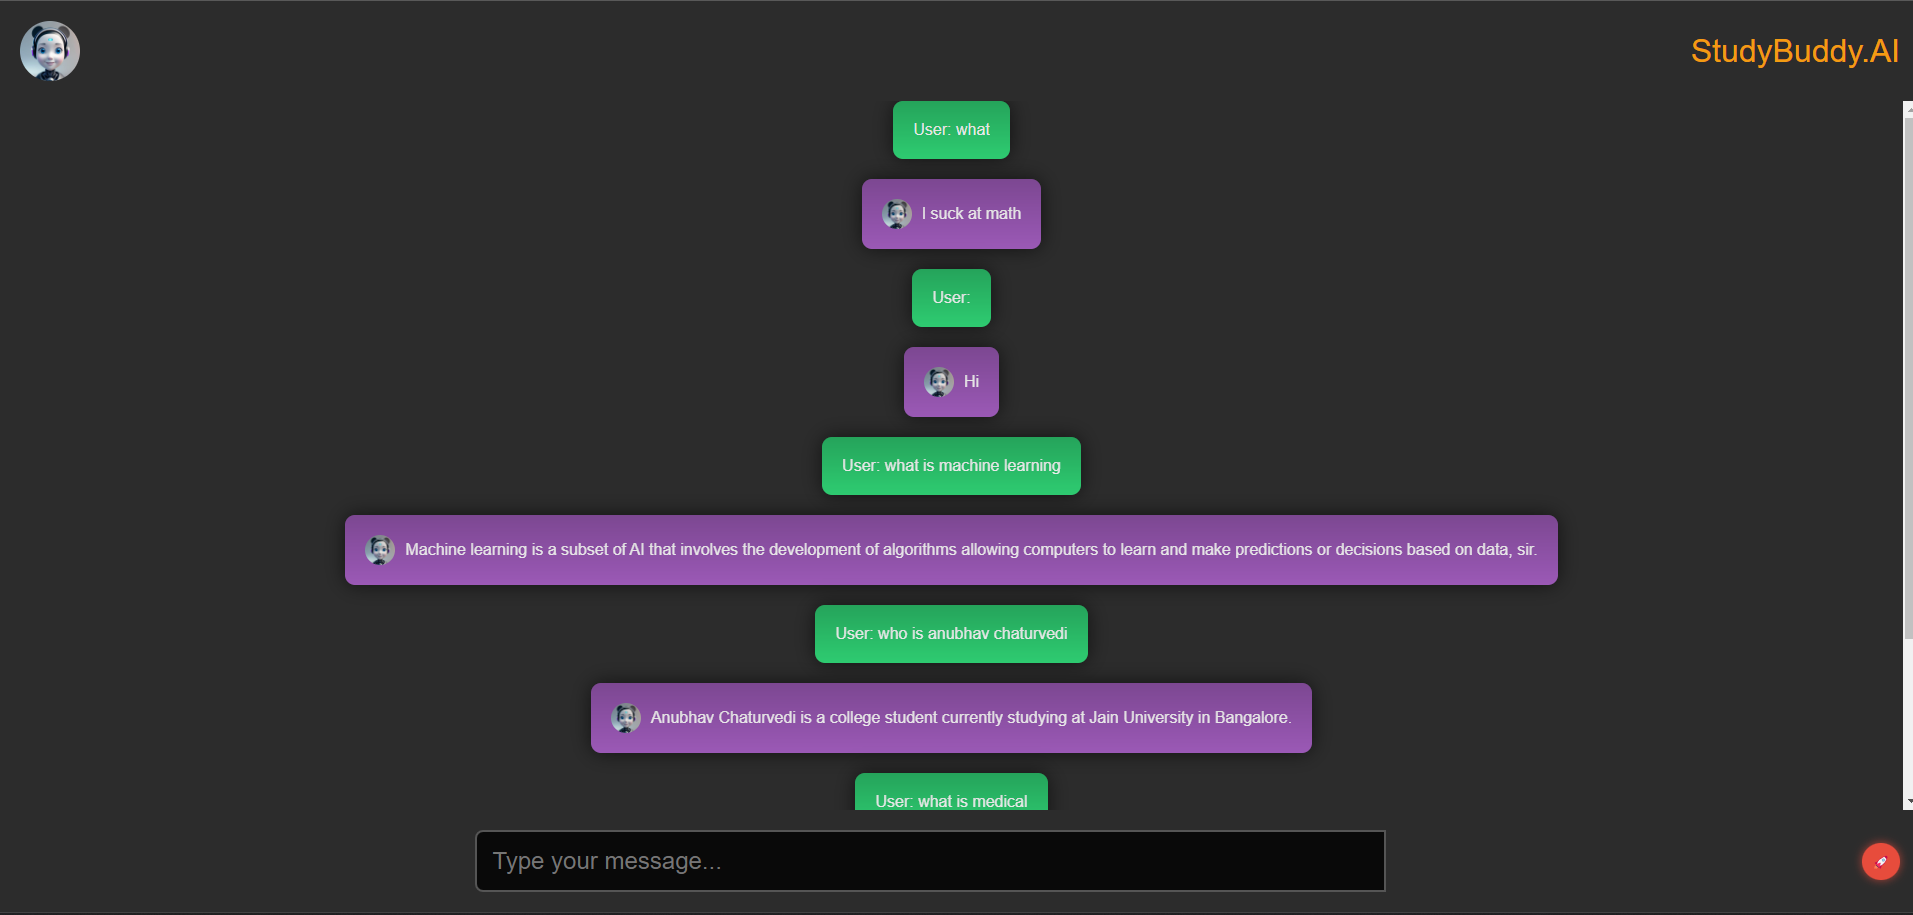 StudyBuddy.AI
User: what
I suck at math
User:
Hi
User: what is machine learning
Machine learning is a subset of AI that involves the development of algorithms allowing computers to learn and make predictions or decisions based on data, sir.
User: who is anubhav chaturvedi
Anubhav Chaturvedi is a college student currently studying at Jain University in Bangalore.
User: what is medical
Type your message...